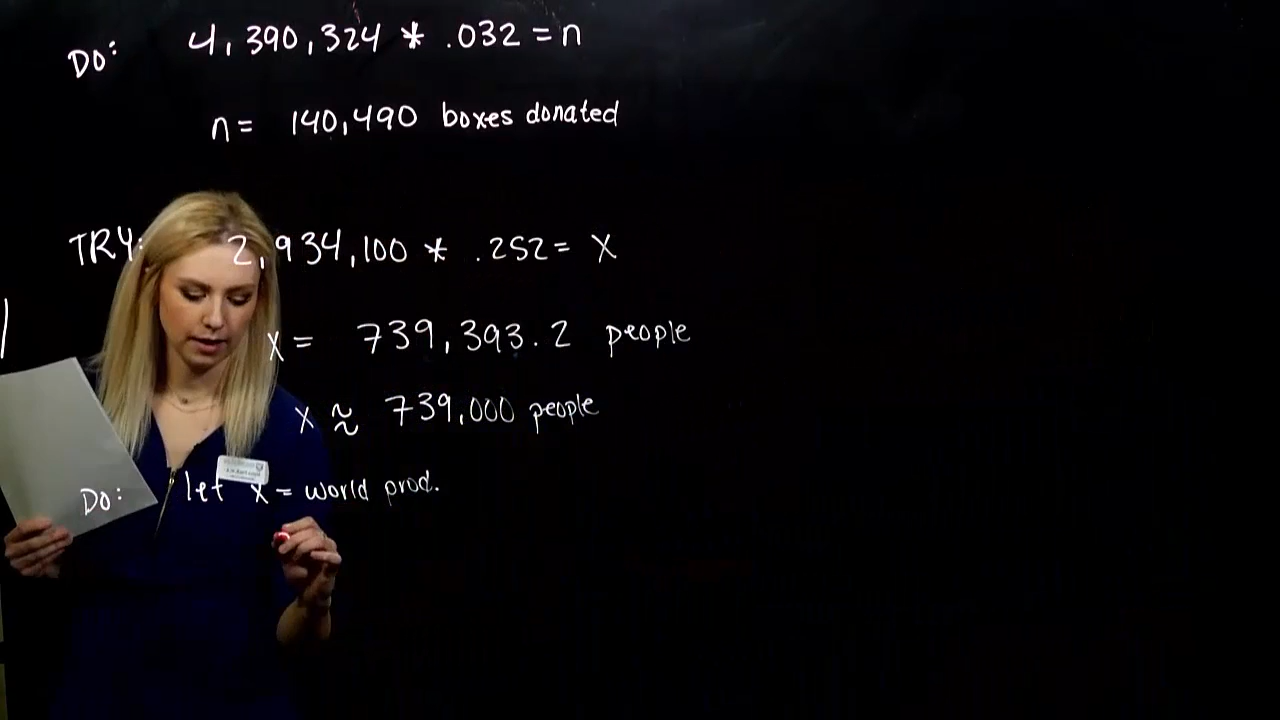 DO: 4,390,324 * .032 = n
n = 140,490 boxes donated
TRY: 2,934,100 * .252 = X
X = 739,393.2 people
X ≈ 739,000 people
Do: let X = world prod.